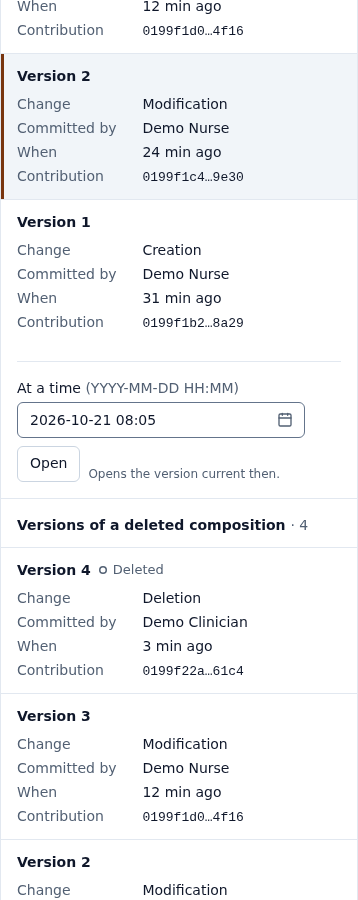 When 12 min ago
Contribution 0199f1d0…4f16
Version 2
Change Modification
Committed by Demo Nurse
When 24 min ago
Contribution 0199f1c4…9e30
Version 1
Change Creation
Committed by Demo Nurse
When 31 min ago
Contribution 0199f1b2…8a29
At a time (YYYY-MM-DD HH:MM)
2026-10-21 08:05
Open Opens the version current then.
Versions of a deleted composition · 4
Version 4 Deleted
Change Deletion
Committed by Demo Clinician
When 3 min ago
Contribution 0199f22a…61c4
Version 3
Change Modification
Committed by Demo Nurse
When 12 min ago
Contribution 0199f1d0…4f16
Version 2
Change Modification